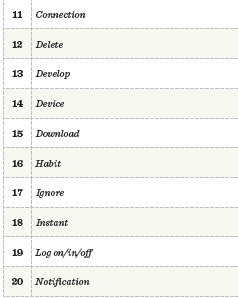 11 Connection
12 Delete
13 Develop
14 Device
15 Download
16 Habit
17 Ignore
18 Instant
19 Log on/in/off
20 Notification